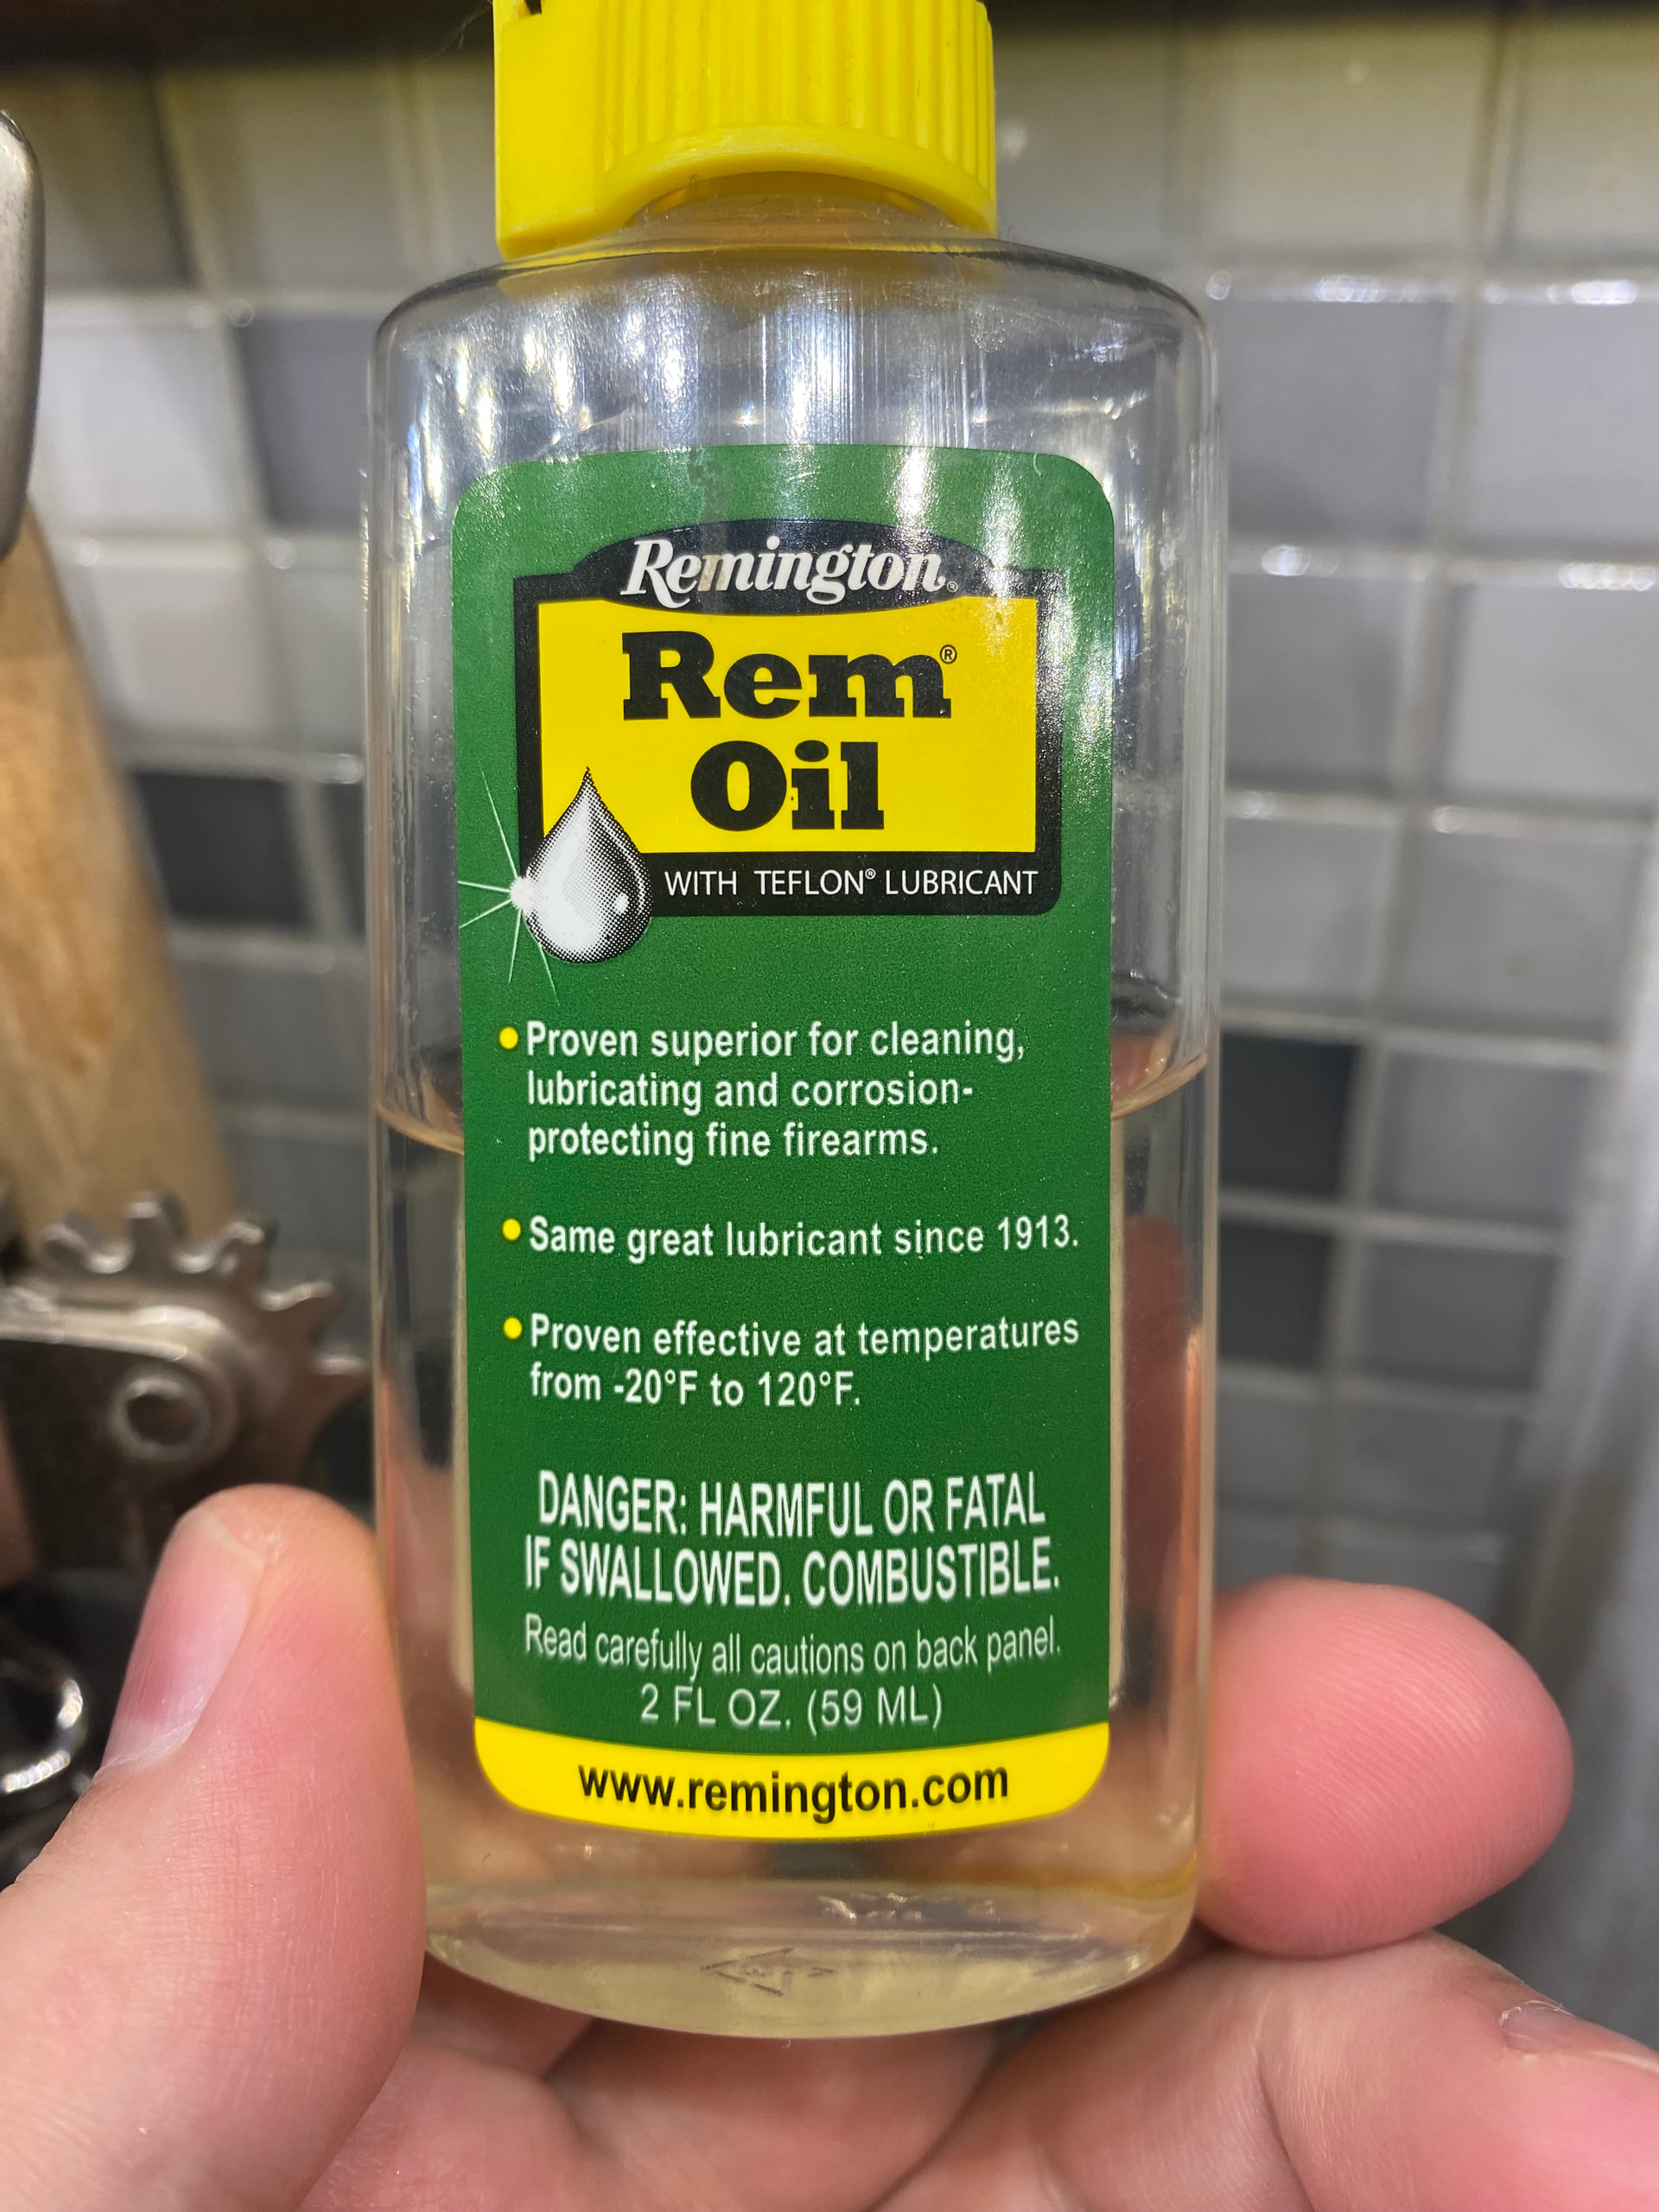 Remington®
Rem®
Oil
WITH TEFLON® LUBRICANT
• Proven superior for cleaning,
lubricating and corrosion-
protecting fine firearms.
• Same great lubricant since 1913.
• Proven effective at temperatures
from -20°F to 120°F.
DANGER: HARMFUL OR FATAL
IF SWALLOWED. COMBUSTIBLE.
Read carefully all cautions on back panel.
2 FL OZ. (59 ML)
www.remington.com